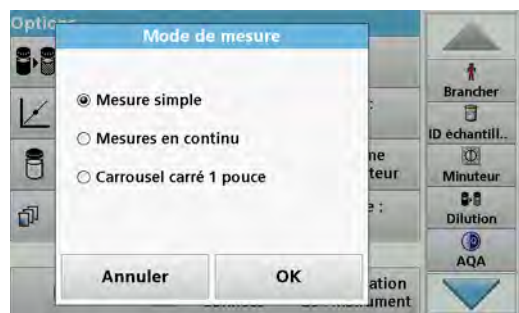 Options
Mode de mesure
Mesure simple
Mesures en continu
Carrousel carré 1 pouce
Annuler
OK
Brancher
ID échantill..
Minuteur
Dilution
AQA